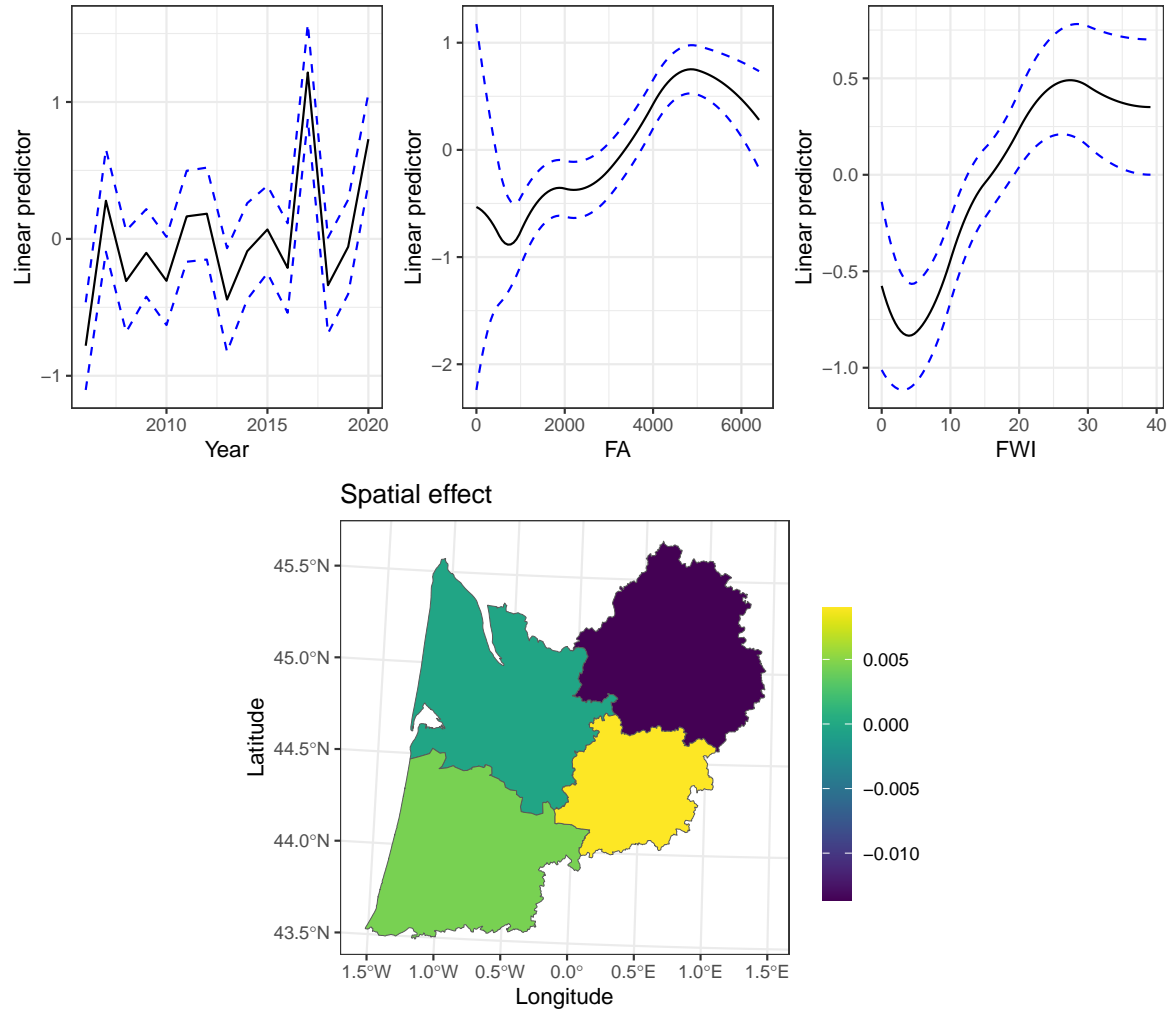 1
0
−1
Linear predictor
2010
2015
2020
Year
1
0
−1
−2
Linear predictor
0
2000
4000
6000
FA
0.5
0.0
−0.5
−1.0
Linear predictor
0
10
20
30
40
FWI
Spatial effect
45.5°N
45.0°N
44.5°N
44.0°N
43.5°N
Latitude
1.5°W
1.0°W
0.5°W
0.0°
0.5°E
1.0°E
1.5°E
Longitude
0.005
0.000
−0.005
−0.010